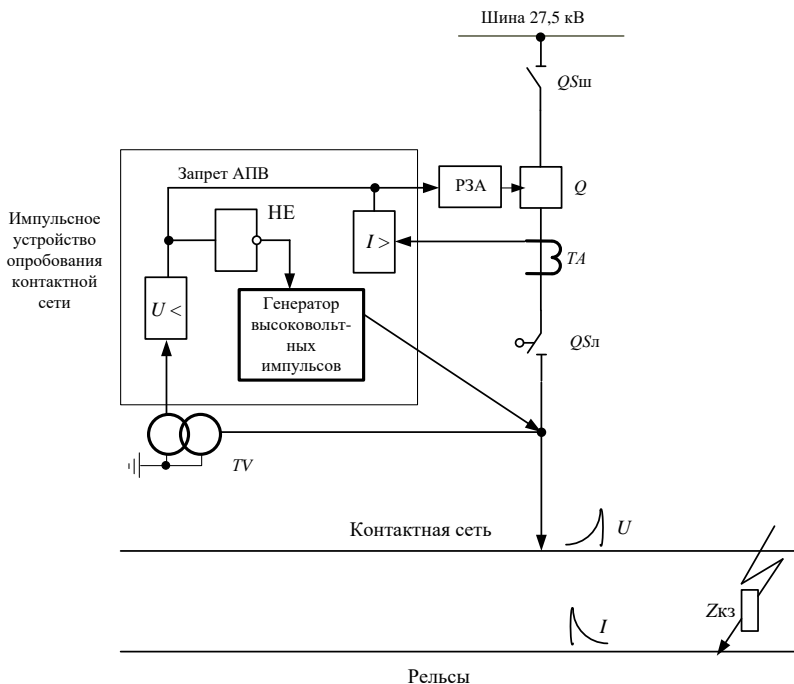 Шина 27,5 кВ
QSш
Запрет АПВ
РЗА
Q
НЕ
Импульсное
устройство
опробования
контактной
сети
I >
TA
U <
Генератор
высоковольт-
ных
импульсов
QSл
TV
Контактная сеть
U
Zкз
I
Рельсы